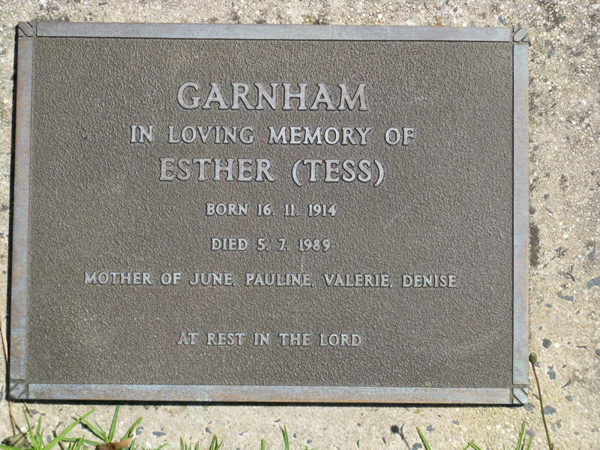 GARNHAM
IN LOVING MEMORY OF
ESTHER (TESS)
BORN 16. 11. 1914
DIED 5. 7. 1989
MOTHER OF JUNE, PAULINE, VALERIE, DENISE
AT REST IN THE LORD